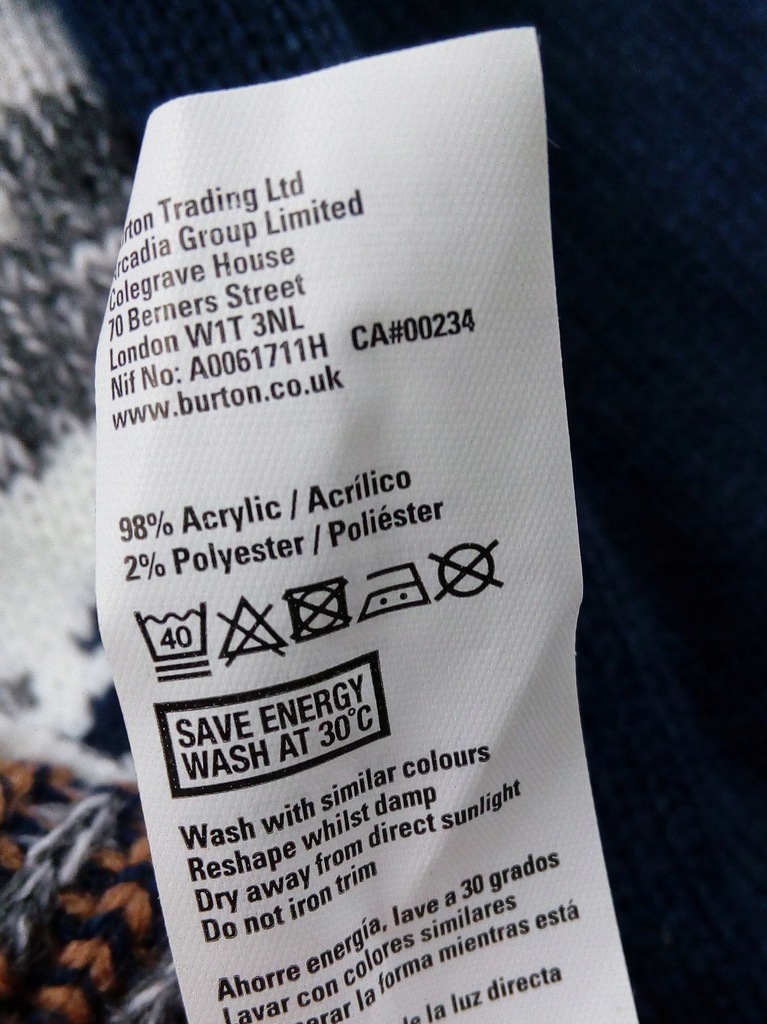 Trading Ltd
Arcadia Group Limited
Colegrave House
70 Berners Street
London W1T 3NL
Nif No: A0061711H CA#00234
www.burton.co.uk
98% Acrylic / Acrílico
2% Polyester / Poliéster
40
SAVE ENERGY
WASH AT 30°C
Wash with similar colours
Reshape whilst damp
Dry away from direct sunlight
Do not iron trim
Ahorre energía, lave a 30 grados
Lavar con colores similares
la forma mientras está
la luz directa